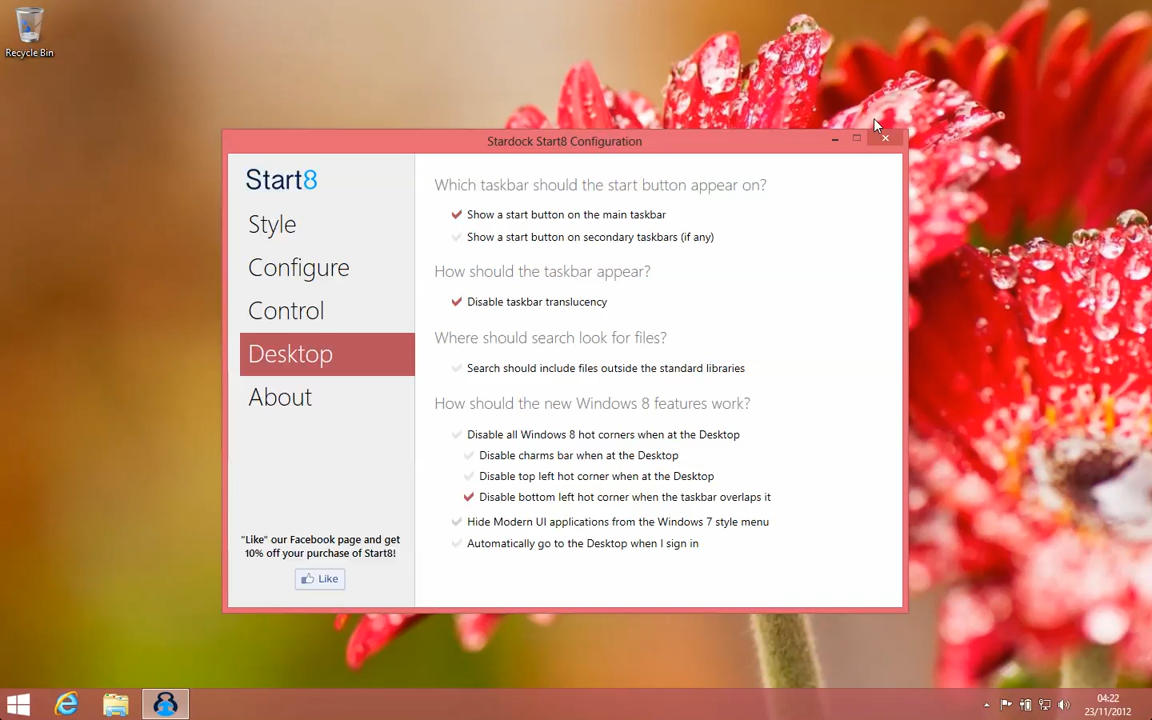 Recycle Bin
Stardock Start8 Configuration
Start8
Style
Configure
Control
Desktop
About
"Like" our Facebook page and get
10% off your purchase of Start8!
Like
Which taskbar should the start button appear on?
Show a start button on the main taskbar
Show a start button on secondary taskbars (if any)
How should the taskbar appear?
Disable taskbar translucency
Where should search look for files?
Search should include files outside the standard libraries
How should the new Windows 8 features work?
Disable all Windows 8 hot corners when at the Desktop
Disable charms bar when at the Desktop
Disable top left hot corner when at the Desktop
Disable bottom left hot corner when the taskbar overlaps it
Hide Modern UI applications from the Windows 7 style menu
Automatically go to the Desktop when I sign in
04:22
23/11/2012